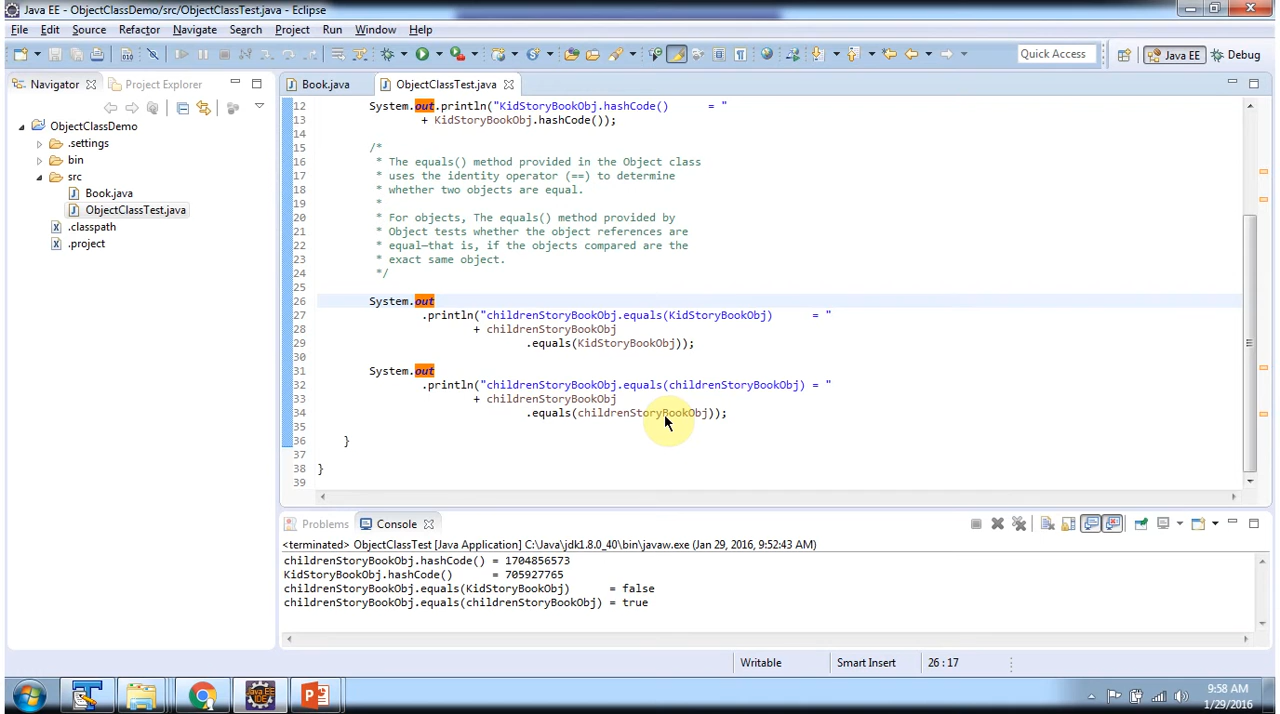 Java EE - ObjectClassDemo/src/ObjectClassTest.java - Eclipse
File Edit Source Refactor Navigate Search Project Run Window Help
Quick Access Java EE Debug
Navigator Project Explorer
ObjectClassDemo
.settings
bin
src
Book.java
ObjectClassTest.java
.classpath
.project
Book.java ObjectClassTest.java
12 System.out.println("KidStoryBookObj.hashCode() = "
13 + KidStoryBookObj.hashCode());
14
15 /*
16 * The equals() method provided in the Object class
17 * uses the identity operator (==) to determine
18 * whether two objects are equal.
19 *
20 * For objects, The equals() method provided by
21 * Object tests whether the object references are
22 * equal—that is, if the objects compared are the
23 * exact same object.
24 */
25
26 System.out
27 .println("childrenStoryBookObj.equals(KidStoryBookObj) = "
28 + childrenStoryBookObj
29 .equals(KidStoryBookObj));
30
31 System.out
32 .println("childrenStoryBookObj.equals(childrenStoryBookObj) = "
33 + childrenStoryBookObj
34 .equals(childrenStoryBookObj));
35
36 }
37
38 }
39
Problems Console
<terminated> ObjectClassTest [Java Application] C:\Java\jdk1.8.0_40\bin\javaw.exe (Jan 29, 2016, 9:52:43 AM)
childrenStoryBookObj.hashCode() = 1704856573
KidStoryBookObj.hashCode() = 705927765
childrenStoryBookObj.equals(KidStoryBookObj) = false
childrenStoryBookObj.equals(childrenStoryBookObj) = true
Writable Smart Insert 26 : 17
Java EE
IDE
9:58 AM
1/29/2016